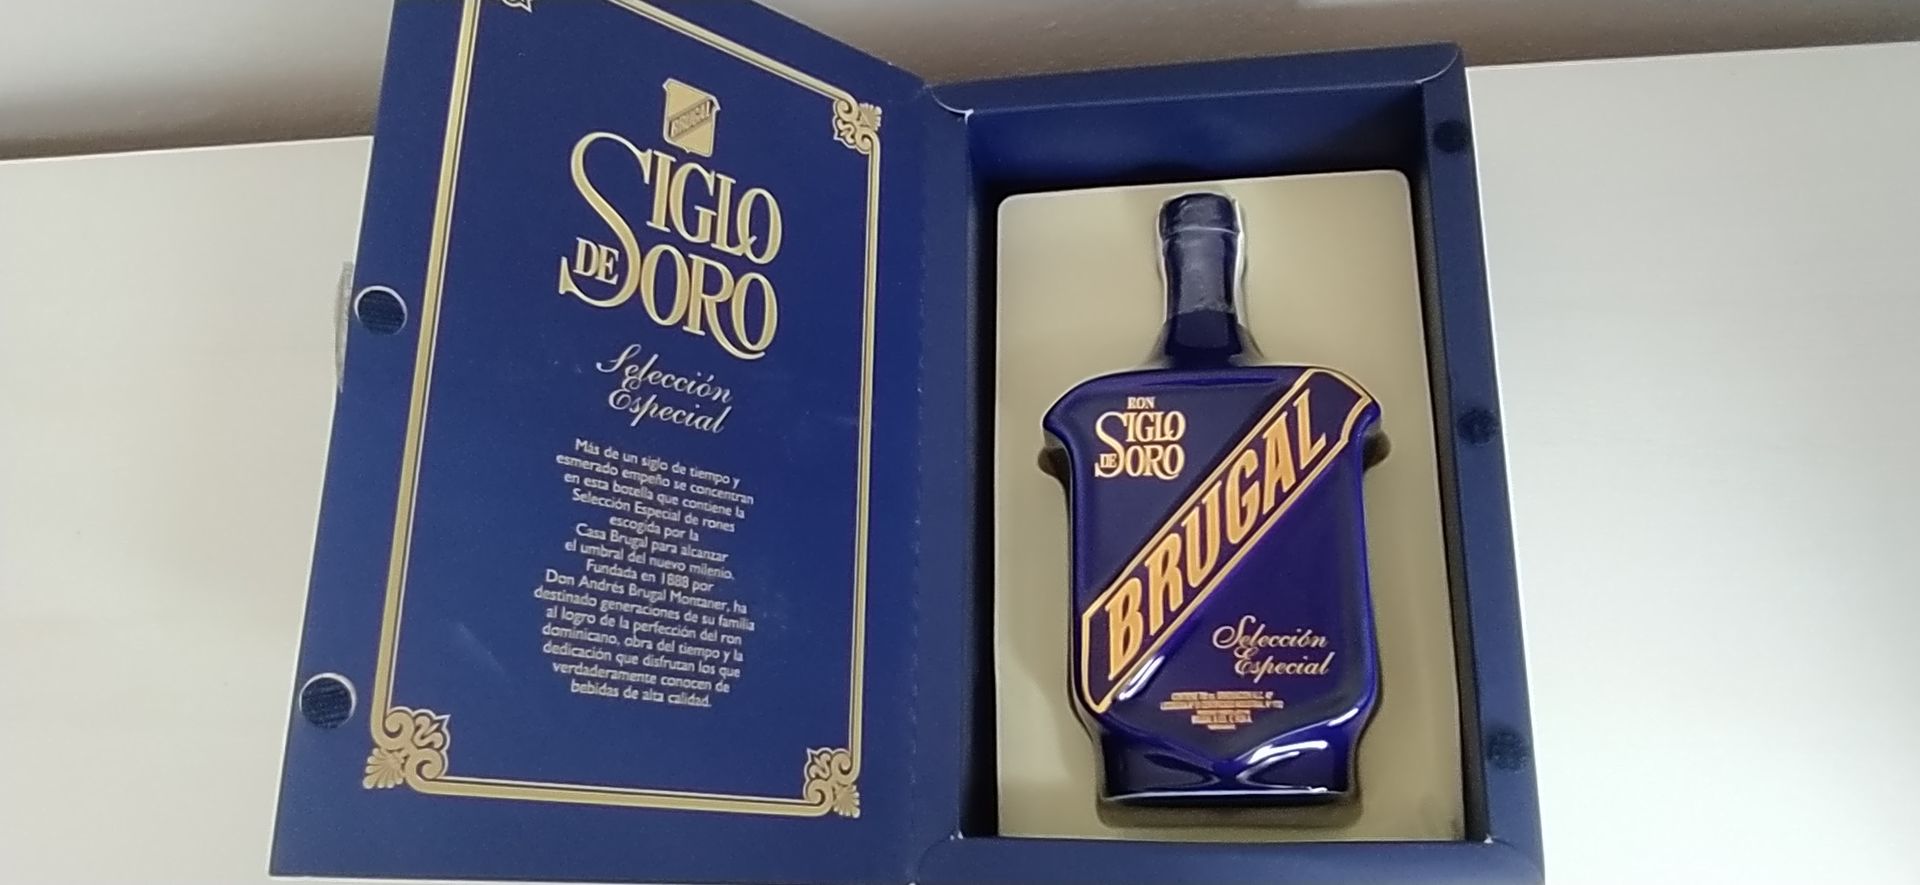 BRUGAL
SIGLO
DE ORO
Selección
Especial
Más de un siglo de tiempo y
esmerado empeño se concentran
en esta botella que contiene la
Selección Especial de rones
escogida por la
Casa Brugal para alcanzar
el umbral del nuevo milenio.
Fundada en 1888 por
Don Andrés Brugal Montaner, ha
destinado generaciones de su familia
al logro de la perfección del ron
dominicano, obra del tiempo y la
dedicación que disfrutan los que
verdaderamente conocen de
bebidas de alta calidad.
RON
SIGLO
DE ORO
BRUGAL
Selección
Especial